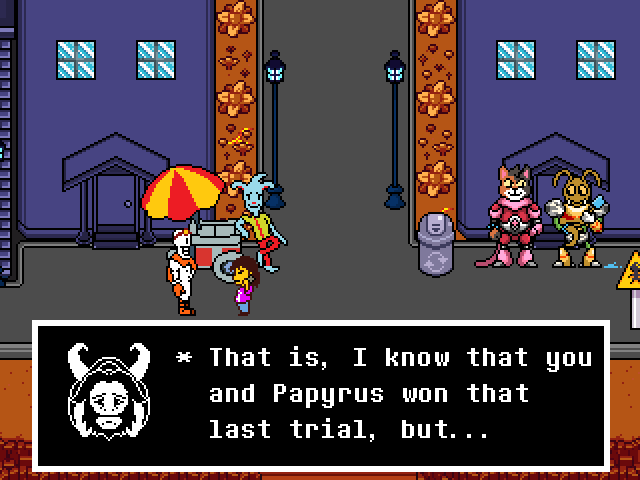 * That is, I know that you
and Papyrus won that
last trial, but...